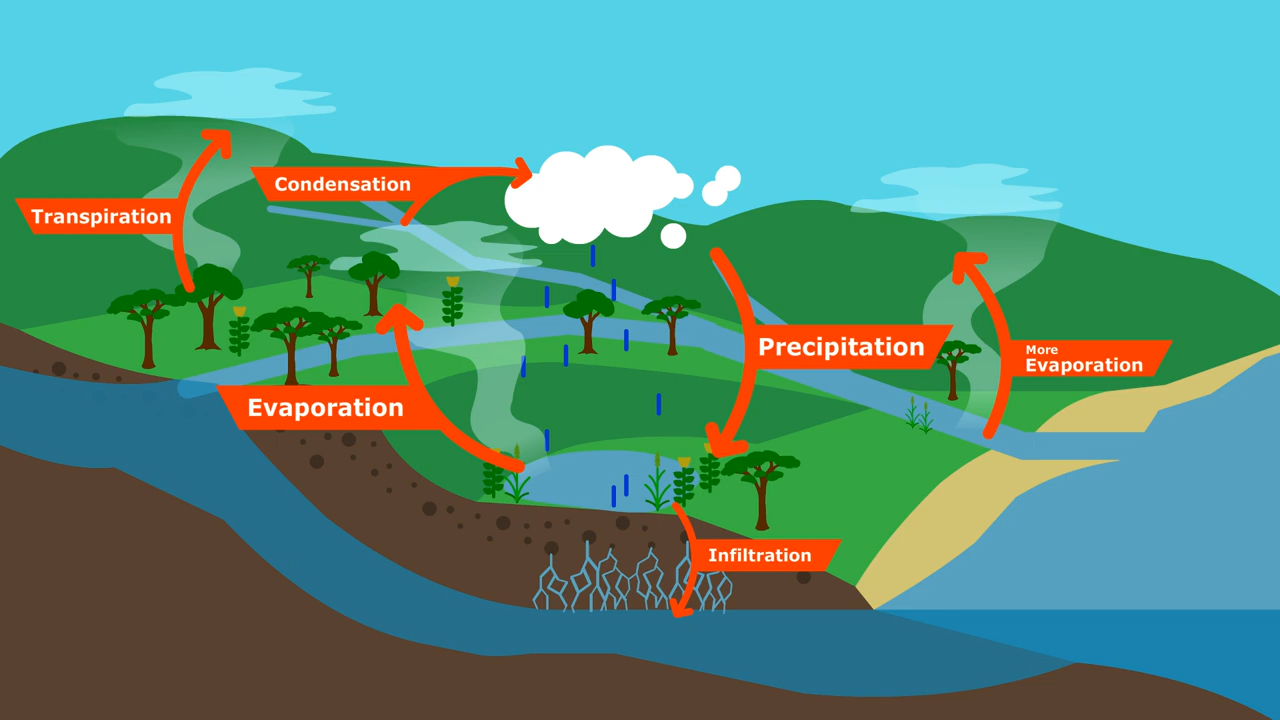 Condensation
Transpiration
Precipitation
More
Evaporation
Evaporation
Infiltration